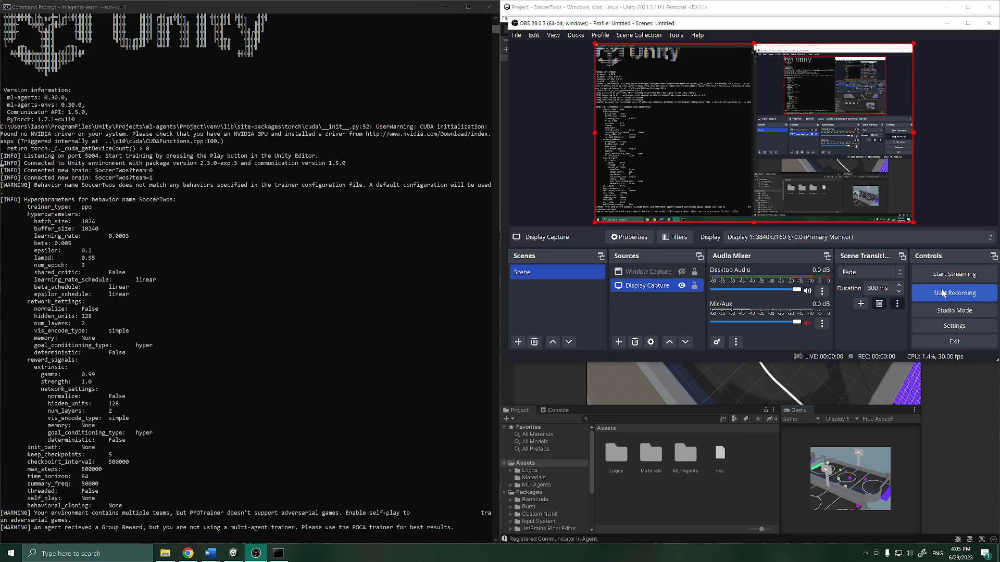 Command Prompt - mlagents-learn --run-id=4
Version information:
ml-agents: 0.30.0,
ml-agents-envs: 0.30.0,
Communicator API: 1.5.0,
PyTorch: 1.7.1+cu110
C:\Users\Iason\ProgramFiles\Unity\Projects\ml-agents\Project\venv\lib\site-packages\torch\cuda\__init__.py:52: UserWarning: CUDA initialization:
Found no NVIDIA driver on your system. Please check that you have an NVIDIA GPU and installed a driver from http://www.nvidia.com/Download/index.
aspx (Triggered internally at ..\c10\cuda\CUDAFunctions.cpp:100.)
return torch._C._cuda_getDeviceCount() > 0
[INFO] Listening on port 5004. Start training by pressing the Play button in the Unity Editor.
[INFO] Connected to Unity environment with package version 2.3.0-exp.3 and communication version 1.5.0
[INFO] Connected new brain: SoccerTwos?team=0
[INFO] Connected new brain: SoccerTwos?team=1
[WARNING] Behavior name SoccerTwos does not match any behaviors specified in the trainer configuration file. A default configuration will be used
.
[INFO] Hyperparameters for behavior name SoccerTwos:
trainer_type: ppo
hyperparameters:
batch_size: 1024
buffer_size: 10240
learning_rate: 0.0003
beta: 0.005
epsilon: 0.2
lambd: 0.95
num_epoch: 3
shared_critic: False
learning_rate_schedule: linear
beta_schedule: linear
epsilon_schedule: linear
network_settings:
normalize: False
hidden_units: 128
num_layers: 2
vis_encode_type: simple
memory: None
goal_conditioning_type: hyper
deterministic: False
reward_signals:
extrinsic:
gamma: 0.99
strength: 1.0
network_settings:
normalize: False
hidden_units: 128
num_layers: 2
vis_encode_type: simple
memory: None
goal_conditioning_type: hyper
deterministic: False
init_path: None
keep_checkpoints: 5
checkpoint_interval: 500000
max_steps: 500000
time_horizon: 64
summary_freq: 50000
threaded: False
self_play: None
behavioral_cloning: None
[WARNING] Your environment contains multiple teams, but PPOTrainer doesn't support adversarial games. Enable self-play to tra
in adversarial games.
[WARNING] An agent recieved a Group Reward, but you are not using a multi-agent trainer. Please use the POCA trainer for best results.
Project - SoccerTwos - Windows, Mac, Linux - Unity 2021.3.11f1 Personal <DX11>
OBS 28.0.3 (64-bit, windows) - Profile: Untitled - Scenes: Untitled
File Edit View Docks Profile Scene Collection Tools Help
Display Capture Properties Filters Display Display 1: 3840x2160 @ 0,0 (Primary Monitor)
Scenes Sources Audio Mixer Scene Transiti... Controls
Scene
Window Capture
Display Capture
Desktop Audio 0.0 dB
-60 -55 -50 -45 -40 -35 -30 -25 -20 -15 -10 -5 0
Mic/Aux 0.0 dB
-60 -55 -50 -45 -40 -35 -30 -25 -20 -15 -10 -5 0
Fade
Duration 300 ms
Start Streaming
Start Recording
Studio Mode
Settings
Exit
LIVE: 00:00:00 REC: 00:00:00 CPU: 1.4%, 30.00 fps
Project Console
4
Favorites
All Materials
All Models
All Prefabs
Assets
Logos
Materials
ML-Agents
Packages
Barracuda
Burst
Custom NUnit
Input System
JetBrains Rider Editor
Assets
Logos Materials ML-Agents csc
Game
Game Display 1 Free Aspect
Registered Communicator in Agent.
Type here to search
ENG
4:05 PM
6/28/2023
1